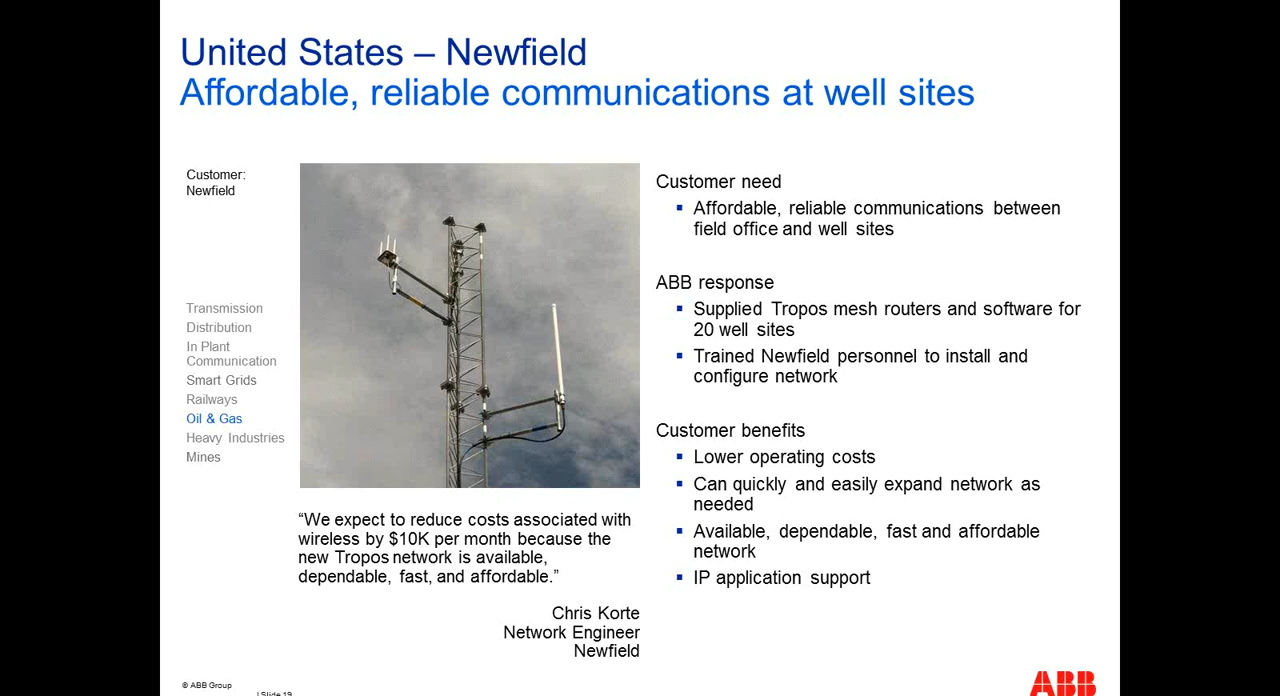 United States – Newfield
Affordable, reliable communications at well sites
Customer:
Newfield
Transmission
Distribution
In Plant
Communication
Smart Grids
Railways
Oil & Gas
Heavy Industries
Mines
“We expect to reduce costs associated with
wireless by $10K per month because the
new Tropos network is available,
dependable, fast, and affordable.”
Chris Korte
Network Engineer
Newfield
Customer need
Affordable, reliable communications between
field office and well sites
ABB response
Supplied Tropos mesh routers and software for
20 well sites
Trained Newfield personnel to install and
configure network
Customer benefits
Lower operating costs
Can quickly and easily expand network as
needed
Available, dependable, fast and affordable
network
IP application support
© ABB Group
| Slide 19
ABB